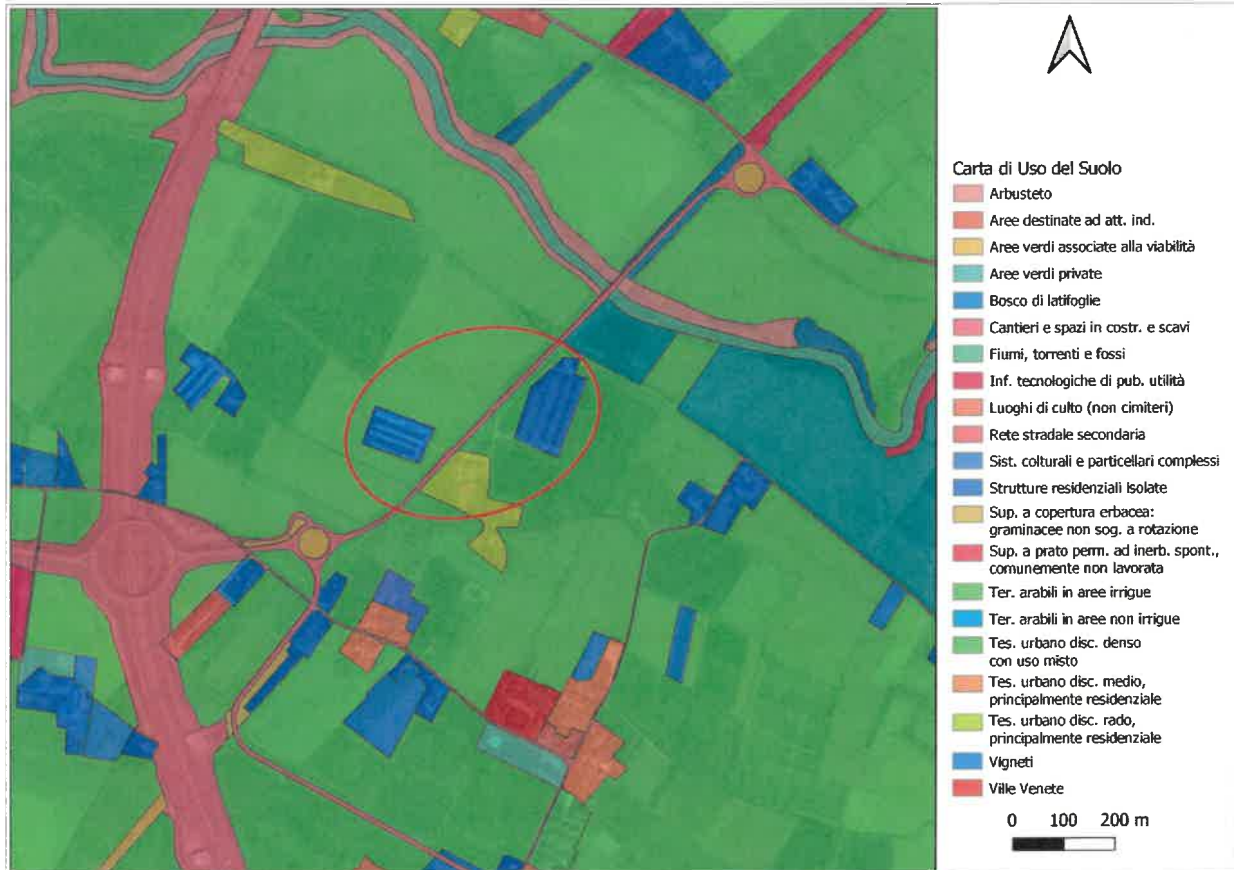 Carta di Uso del Suolo
Arbusteto
Aree destinate ad att. ind.
Aree verdi associate alla viabilità
Aree verdi private
Bosco di latifoglie
Cantieri e spazi in costr. e scavi
Fiumi, torrenti e fossi
Inf. tecnologiche di pub. utilità
Luoghi di culto (non cimiteri)
Rete stradale secondaria
Sist. colturali e particellari complessi
Strutture residenziali isolate
Sup. a copertura erbacea:
graminacee non sog. a rotazione
Sup. a prato perm. ad inerb. spont.,
comunemente non lavorata
Ter. arabili in aree irrigue
Ter. arabili in aree non irrigue
Tes. urbano disc. denso
con uso misto
Tes. urbano disc. medio,
principalmente residenziale
Tes. urbano disc. rado,
principalmente residenziale
Vigneti
Ville Venete
0 100 200 m